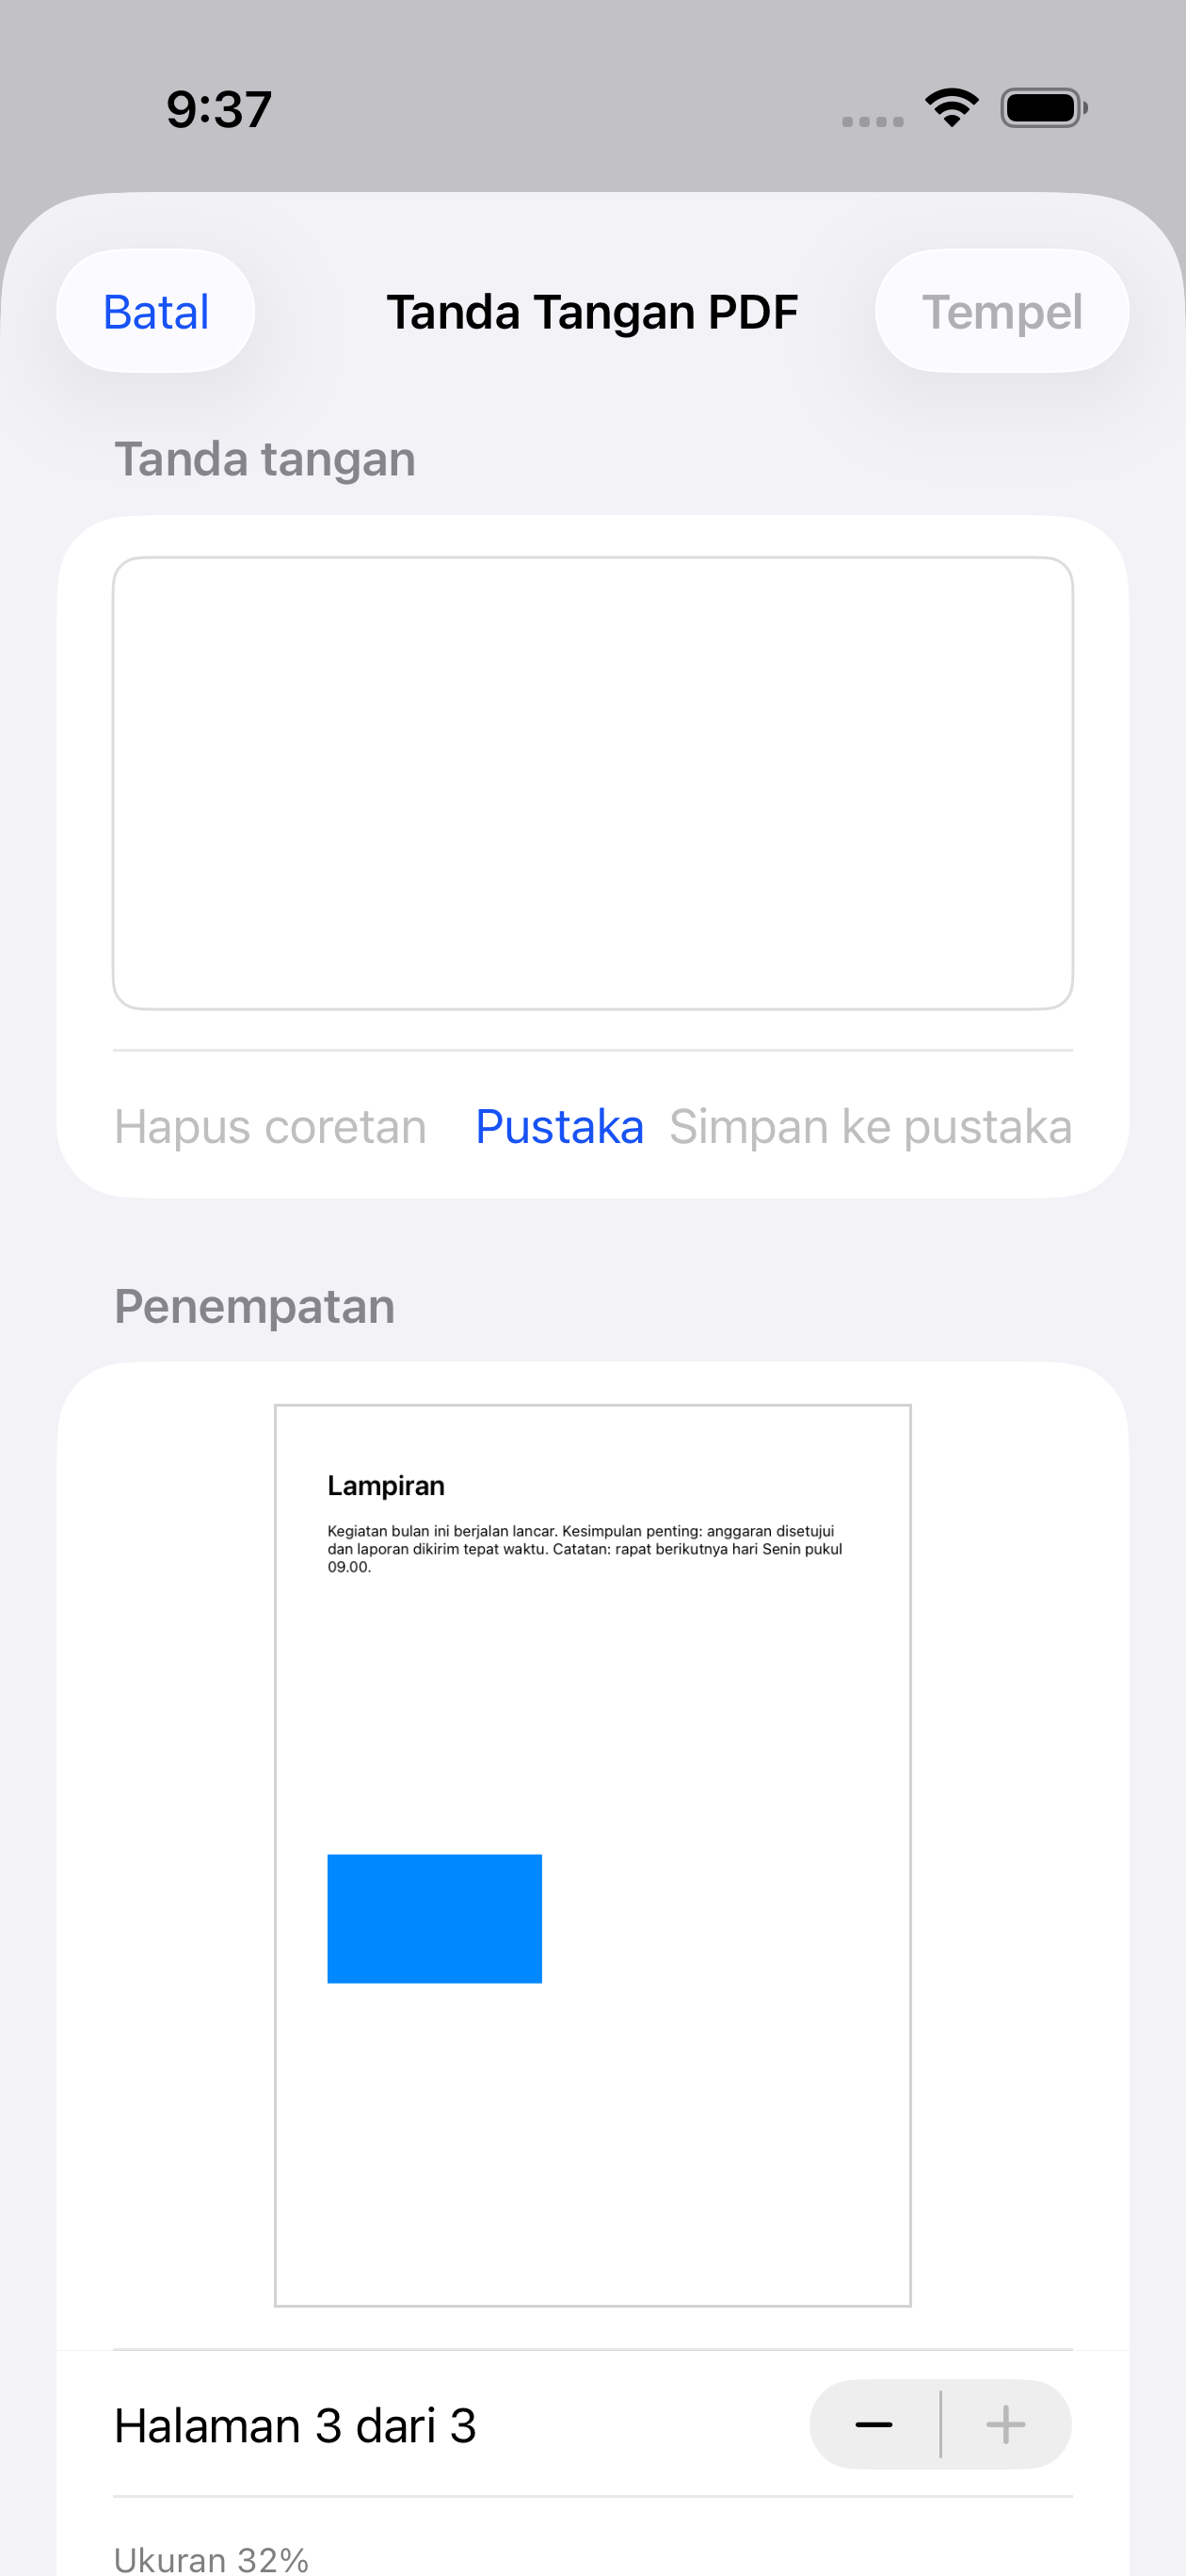 9:37
Batal
Tanda Tangan PDF
Tempel
Tanda tangan
Hapus coretan
Pustaka
Simpan ke pustaka
Penempatan
Lampiran
Kegiatan bulan ini berjalan lancar. Kesimpulan penting: anggaran disetujui
dan laporan dikirim tepat waktu. Catatan: rapat berikutnya hari Senin pukul
09.00.
Halaman 3 dari 3
Ukuran 32%